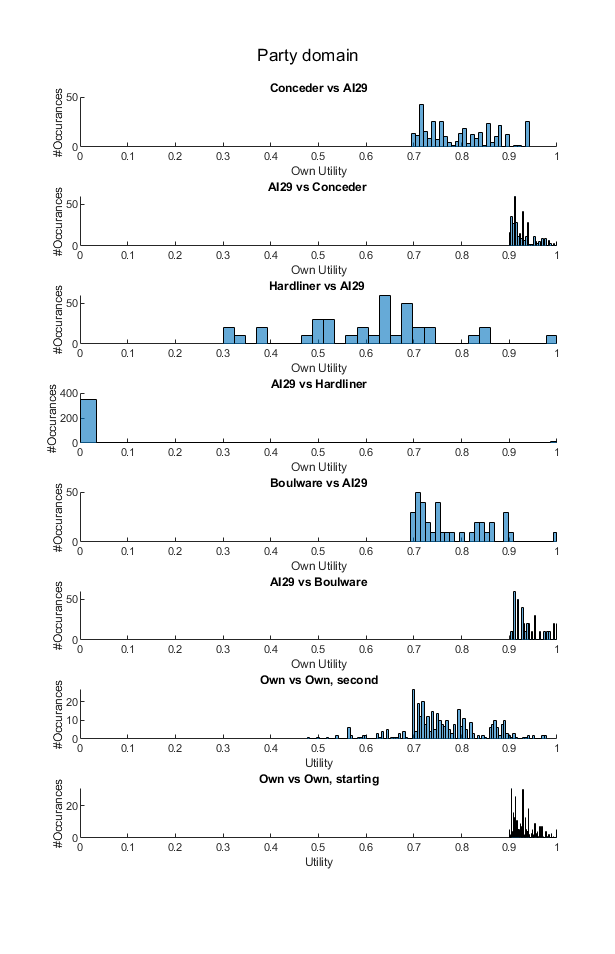 Party domain
Conceder vs AI29
#Occurances
50
0
0 0.1 0.2 0.3 0.4 0.5 0.6 0.7 0.8 0.9 1
Own Utility
AI29 vs Conceder
#Occurances
50
0
0 0.1 0.2 0.3 0.4 0.5 0.6 0.7 0.8 0.9 1
Own Utility
Hardliner vs AI29
#Occurances
50
0
0 0.1 0.2 0.3 0.4 0.5 0.6 0.7 0.8 0.9 1
Own Utility
AI29 vs Hardliner
#Occurances
400
200
0
0 0.1 0.2 0.3 0.4 0.5 0.6 0.7 0.8 0.9 1
Own Utility
Boulware vs AI29
#Occurances
50
0
0 0.1 0.2 0.3 0.4 0.5 0.6 0.7 0.8 0.9 1
Own Utility
AI29 vs Boulware
#Occurances
50
0
0 0.1 0.2 0.3 0.4 0.5 0.6 0.7 0.8 0.9 1
Own Utility
Own vs Own, second
#Occurances
20
10
0
0 0.1 0.2 0.3 0.4 0.5 0.6 0.7 0.8 0.9 1
Utility
Own vs Own, starting
#Occurances
20
0
0 0.1 0.2 0.3 0.4 0.5 0.6 0.7 0.8 0.9 1
Utility